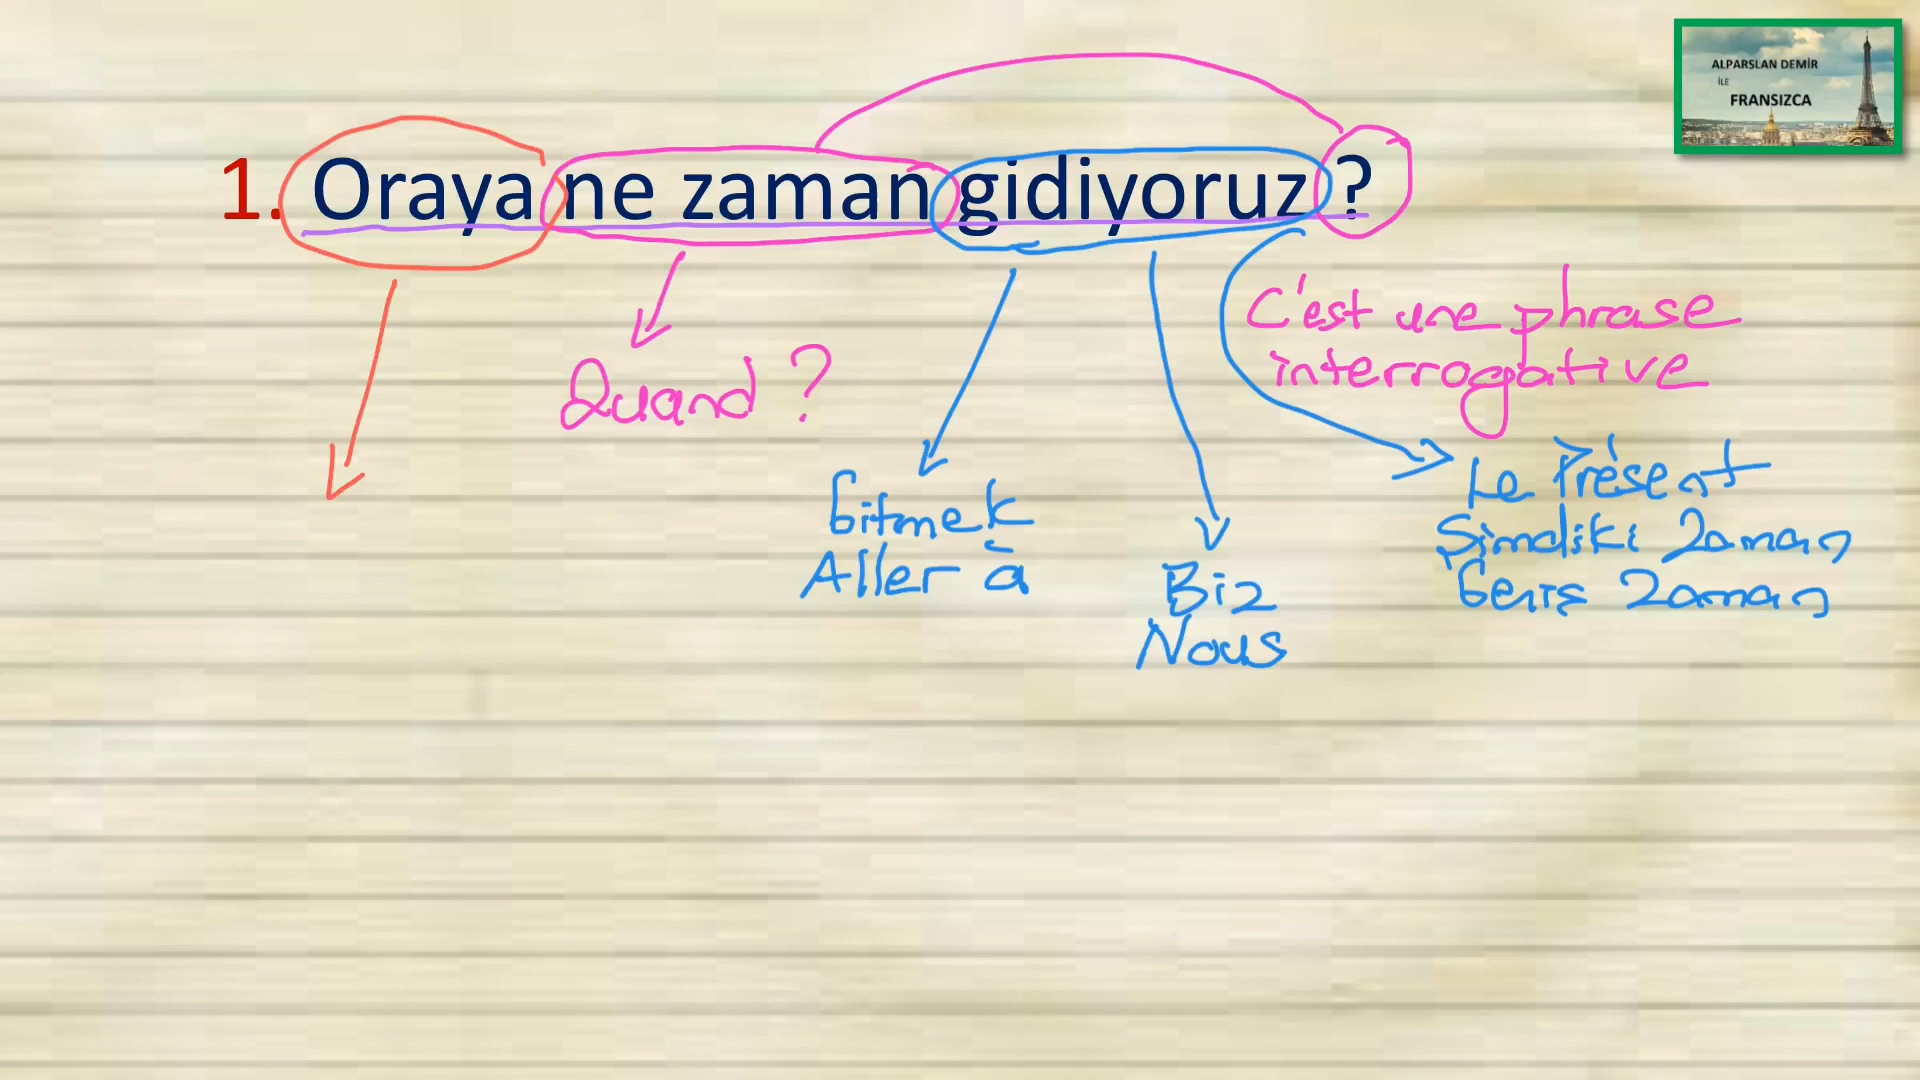 ALPARSLAN DEMİR
İLE
FRANSIZCA
1. Oraya ne zaman gidiyoruz ?
C'est une phrase
interrogative
Quand ?
Gitmek
Aller à
Biz
Nous
Le Présent
Şimdiki Zaman
Geniş Zaman